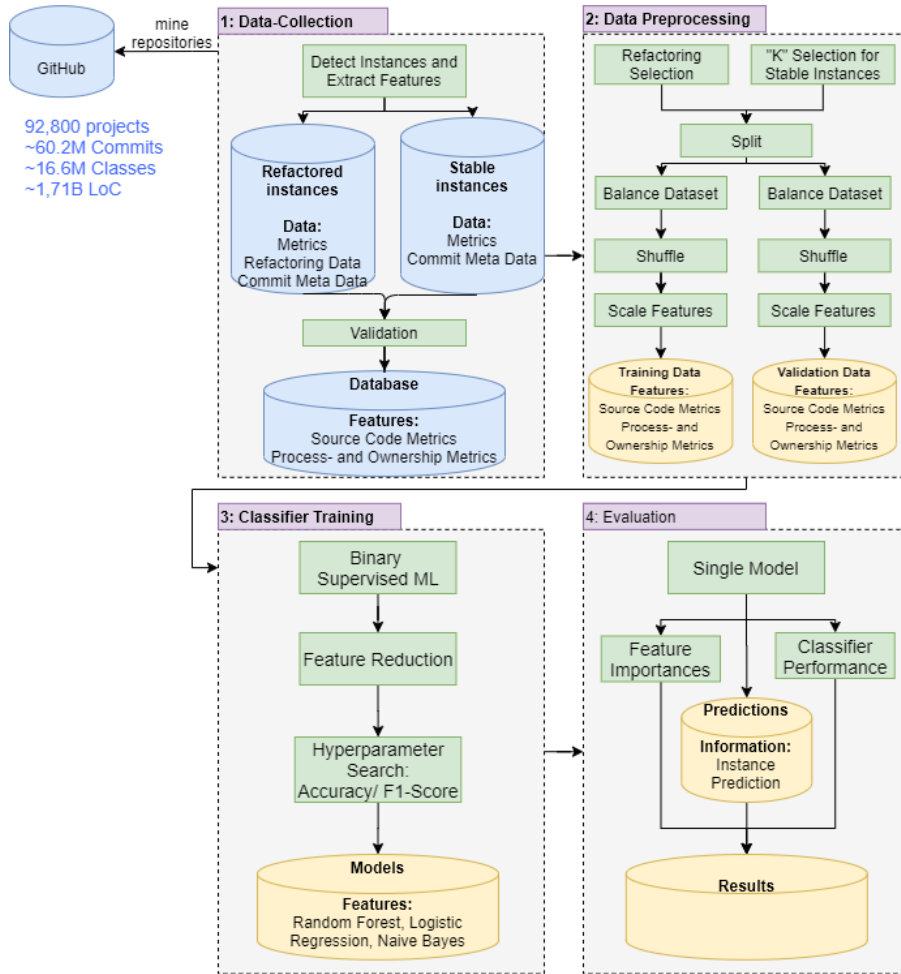 GitHub
mine
repositories
92,800 projects
~60.2M Commits
~16.6M Classes
~1,71B LoC
1: Data-Collection
Detect Instances and
Extract Features
Refactored
instances
Data:
Metrics
Refactoring Data
Commit Meta Data
Stable
instances
Data:
Metrics
Commit Meta Data
Validation
Database
Features:
Source Code Metrics
Process- and Ownership Metrics
2: Data Preprocessing
Refactoring
Selection
"K" Selection for
Stable Instances
Split
Balance Dataset
Balance Dataset
Shuffle
Shuffle
Scale Features
Scale Features
Training Data
Features:
Source Code Metrics
Process- and
Ownership Metrics
Validation Data
Features:
Source Code Metrics
Process- and
Ownership Metrics
3: Classifier Training
Binary
Supervised ML
Feature Reduction
Hyperparameter
Search:
Accuracy/ F1-Score
Models
Features:
Random Forest, Logistic
Regression, Naive Bayes
4: Evaluation
Single Model
Feature
Importances
Classifier
Performance
Predictions
Information:
Instance
Prediction
Results